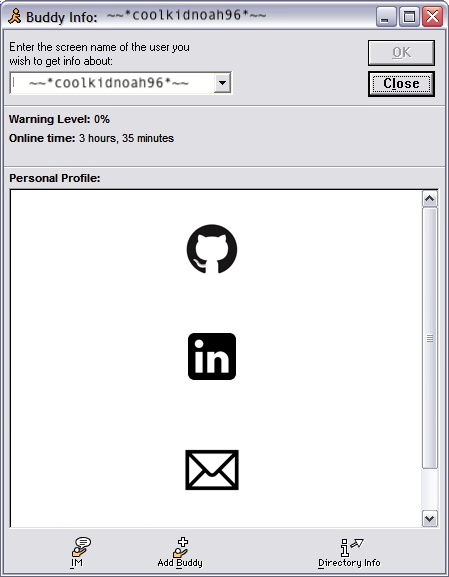 Buddy Info: ~~*coolkidnoah96*~~
Enter the screen name of the user you
wish to get info about:
OK
~~*coolkidnoah96*~~
Close
Warning Level: 0%
Online time: 3 hours, 35 minutes
Personal Profile:
in
IM
Add Buddy
Directory Info